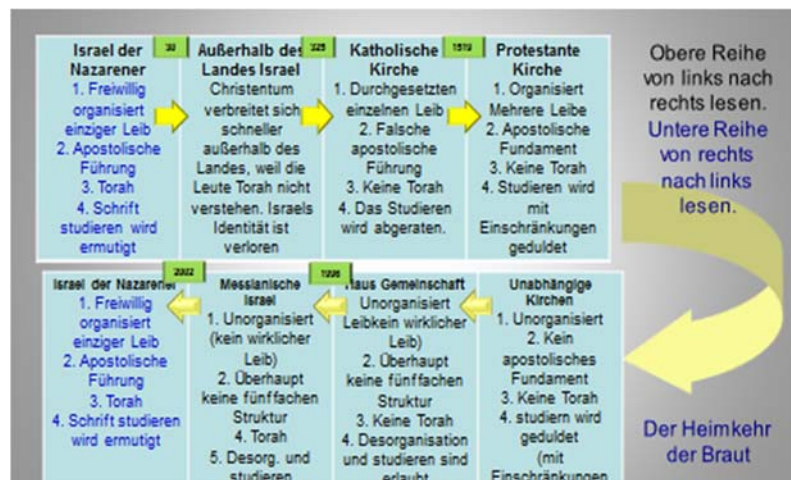 Israel der
Nazarener
1. Freiwillig
organisiert
einziger Leib
2. Apostolische
Führung
3. Torah
4. Schrift
studieren wird
ermutigt
30
Außerhalb des
Landes Israel
Christentum
verbreitet sich
schneller
außerhalb des
Landes, weil die
Leute Torah nicht
verstehen. Israels
Identität ist
verloren
325
Katholische
Kirche
1. Durchgesetzten
einzelnen Leib
2. Falsche
apostolische
Führung
3. Keine Torah
4. Das Studieren
wird abgeraten.
Protestante
Kirche
1. Organisiert
Mehrere Leibe
2. Apostolische
Fundament
3. Keine Torah
4. Studieren wird
mit
Einschränkungen
geduldet
Obere Reihe
von links nach
rechts lesen.
Untere Reihe
von rechts
nach links
lesen.
Israel der Nazarener
1. Freiwillig
organisiert
einziger Leib
2. Apostolische
Führung
3. Torah
4. Schrift studieren
wird ermutigt
2002
Messianische
Israel
1. Unorganisiert
(kein wirklicher
Leib)
2. Überhaupt
keine fünffachen
Struktur
4. Torah
5. Desorg. und
studieren
1996
Haus Gemeinschaft
Unorganisiert
Leibkein wirklicher
Leib)
2. Überhaupt
keine fünffachen
Struktur
3. Keine Torah
4. Desorganisation
und studieren sind
erlaubt
Unabhängige
Kirchen
1. Unorganisiert
2. Kein
apostolisches
Fundament
3. Keine Torah
4. studiern wird
geduldet
(mit
Einschränkungen
Der Heimkehr
der Braut